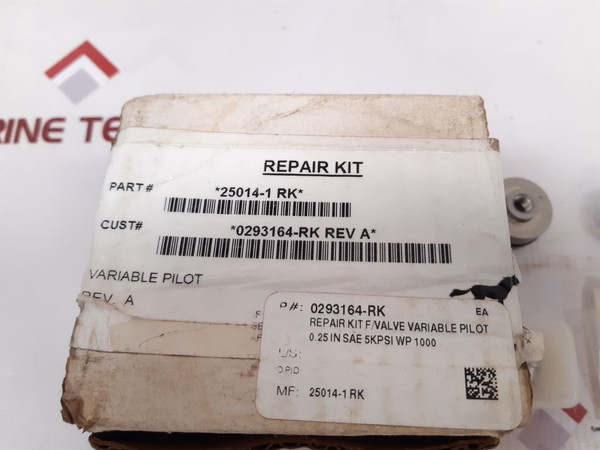 RINE TE
REPAIR KIT
PART# *25014-1 RK*
CUST# *0293164-RK REV A*
VARIABLE PILOT
REV. A
P#: 0293164-RK EA
REPAIR KIT F/VALVE VARIABLE PILOT
0.25 IN SAE 5KPSI WP 1000
L/S:
MF: 25014-1 RK